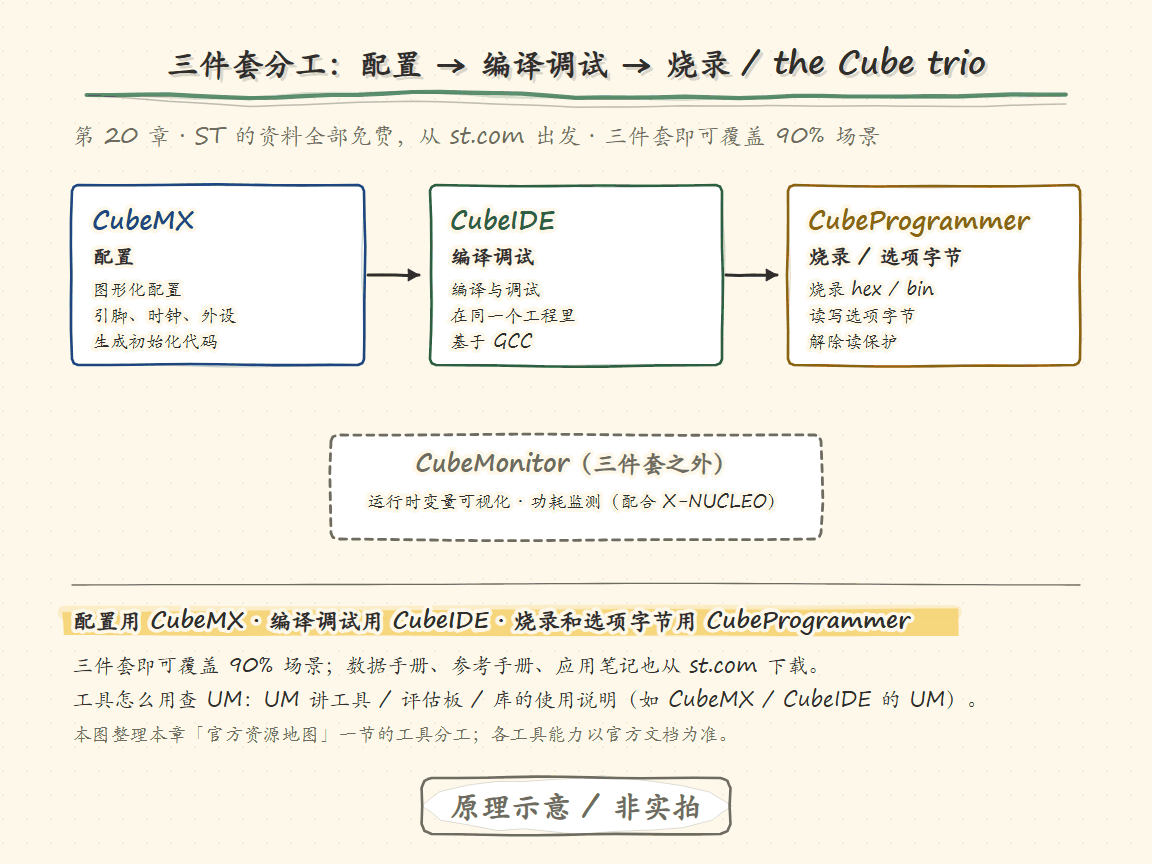 三件套分工：配置 → 编译调试 → 烧录 / the Cube trio
第 20 章 · ST 的资料全部免费，从 st.com 出发 · 三件套即可覆盖 90% 场景
CubeMX
配置
图形化配置
引脚、时钟、外设
生成初始化代码
CubeIDE
编译调试
编译与调试
在同一个工程里
基于 GCC
CubeProgrammer
烧录 / 选项字节
烧录 hex / bin
读写选项字节
解除读保护
CubeMonitor（三件套之外）
运行时变量可视化 · 功耗监测（配合 X-NUCLEO）
配置用 CubeMX · 编译调试用 CubeIDE · 烧录和选项字节用 CubeProgrammer
三件套即可覆盖 90% 场景；数据手册、参考手册、应用笔记也从 st.com 下载。
工具怎么用查 UM：UM 讲工具 / 评估板 / 库的使用说明（如 CubeMX / CubeIDE 的 UM）。
本图整理本章「官方资源地图」一节的工具分工；各工具能力以官方文档为准。
原理示意 / 非实拍